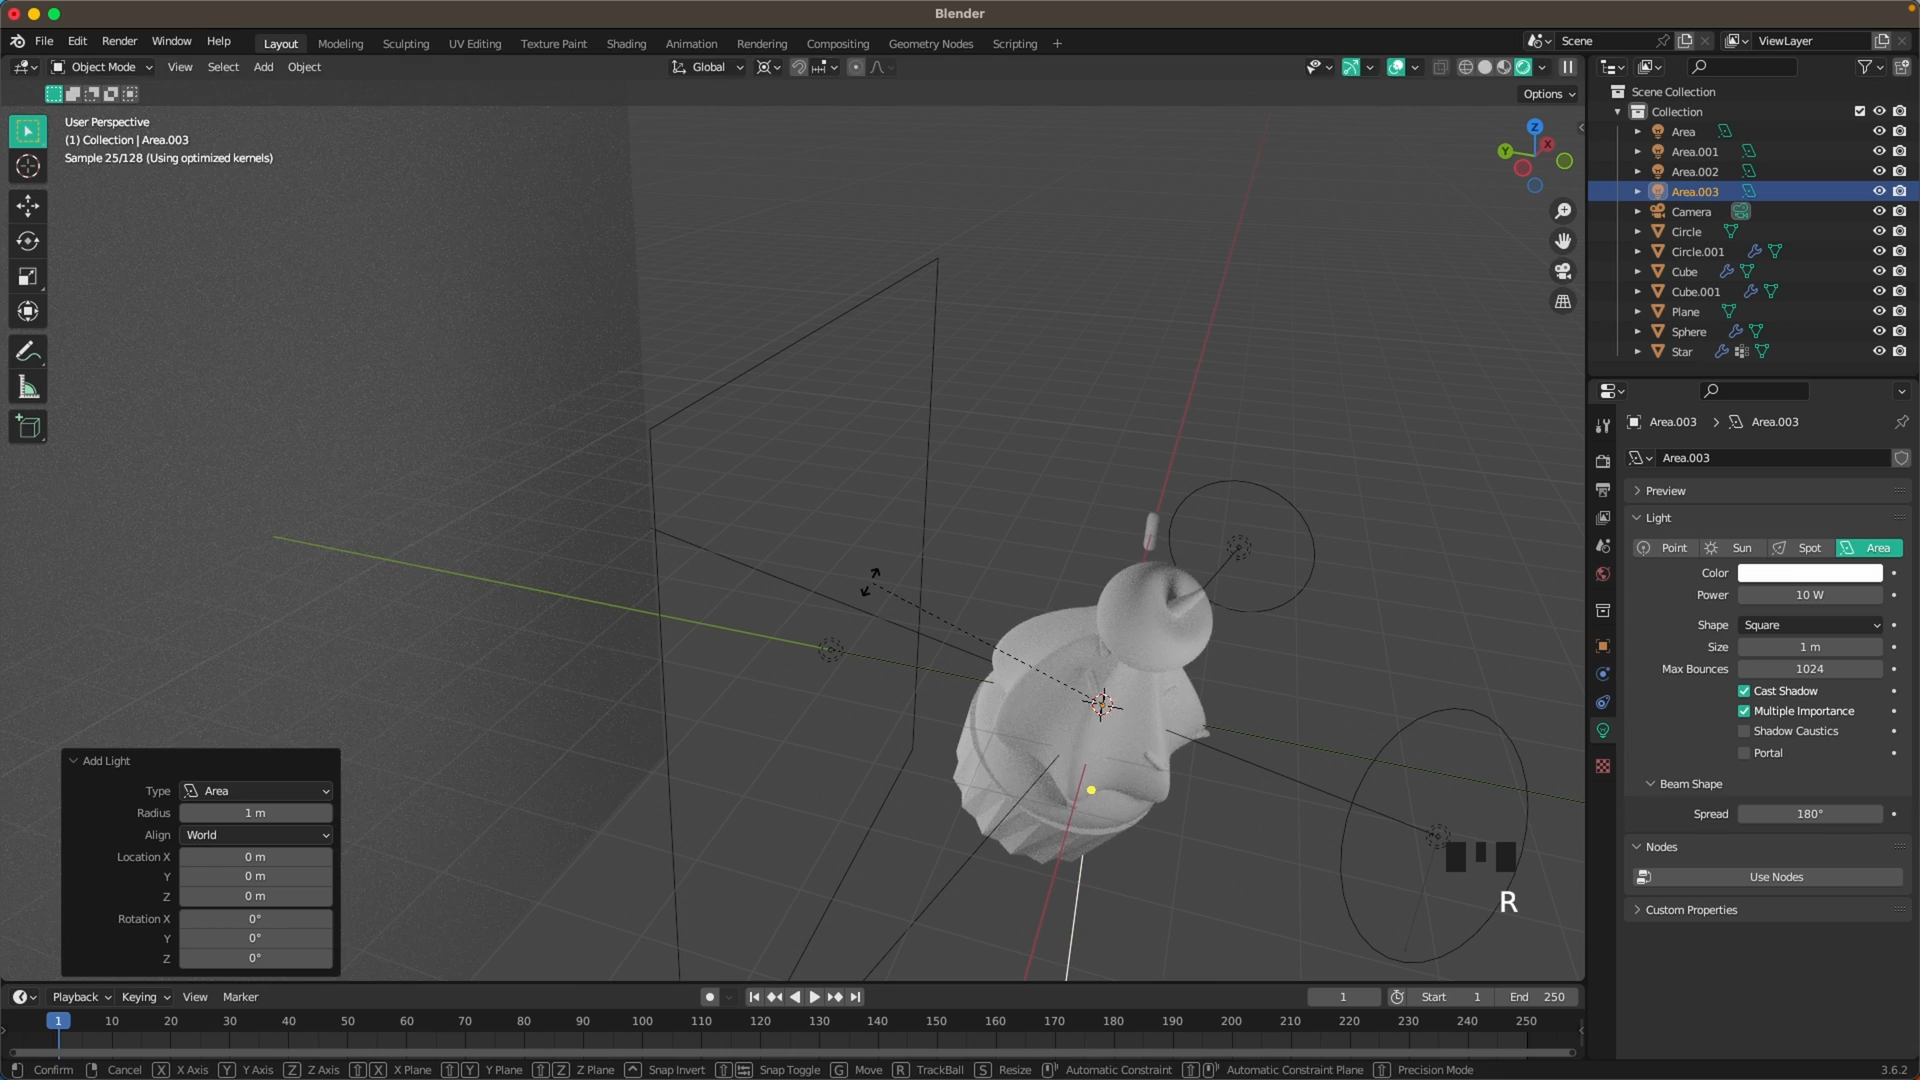 Blender
File Edit Render Window Help
Layout Modeling Sculpting UV Editing Texture Paint Shading Animation Rendering Compositing Geometry Nodes Scripting +
Scene ViewLayer
Object Mode View Select Add Object
Global
Options
User Perspective
(1) Collection | Area.003
Sample 25/128 (Using optimized kernels)
Z
X
Y
Scene Collection
Collection
Area
Area.001
Area.002
Area.003
Camera
Circle
Circle.001
Cube
Cube.001
Plane
Sphere
Star
Area.003 > Area.003
Area.003
Preview
Light
Point Sun Spot Area
Color
Power 10 W
Shape Square
Size 1 m
Max Bounces 1024
Cast Shadow
Multiple Importance
Shadow Caustics
Portal
Beam Shape
Spread 180°
Nodes
Use Nodes
Custom Properties
Add Light
Type Area
Radius 1 m
Align World
Location X 0 m
Y 0 m
Z 0 m
Rotation X 0°
Y 0°
Z 0°
R
Playback Keying View Marker
1 Start 1 End 250
1 10 20 30 40 50 60 70 80 90 100 110 120 130 140 150 160 170 180 190 200 210 220 230 240 250
Confirm Cancel X X Axis Y Y Axis Z Z Axis X X Plane Y Y Plane Z Z Plane Snap Invert Snap Toggle G Move R TrackBall S Resize Automatic Constraint Automatic Constraint Plane Precision Mode 3.6.2